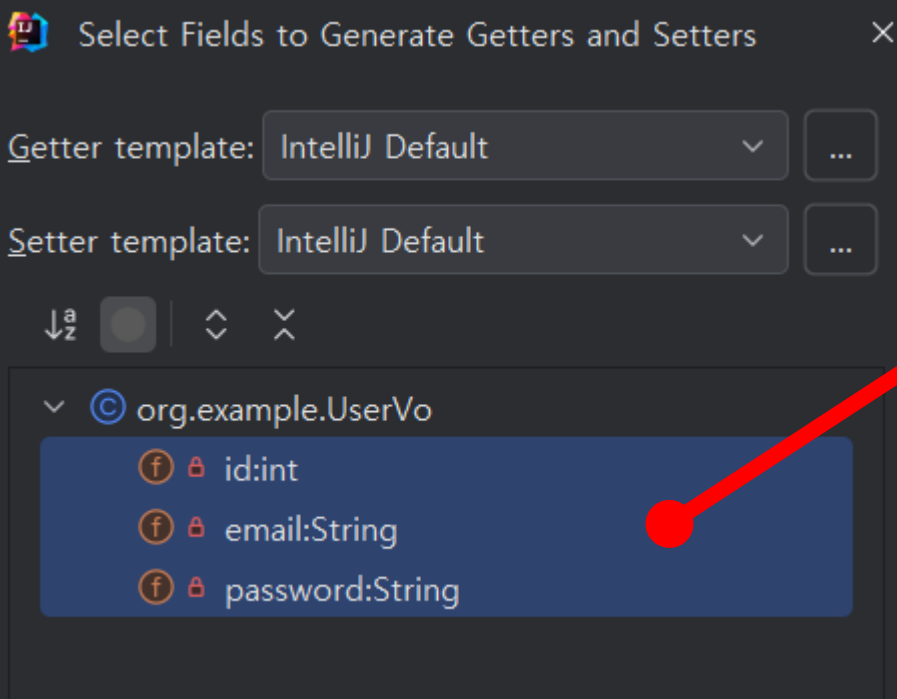 Select Fields to Generate Getters and Setters
Getter template: IntelliJ Default ...
Setter template: IntelliJ Default ...
org.example.UserVo
id:int
email:String
password:String